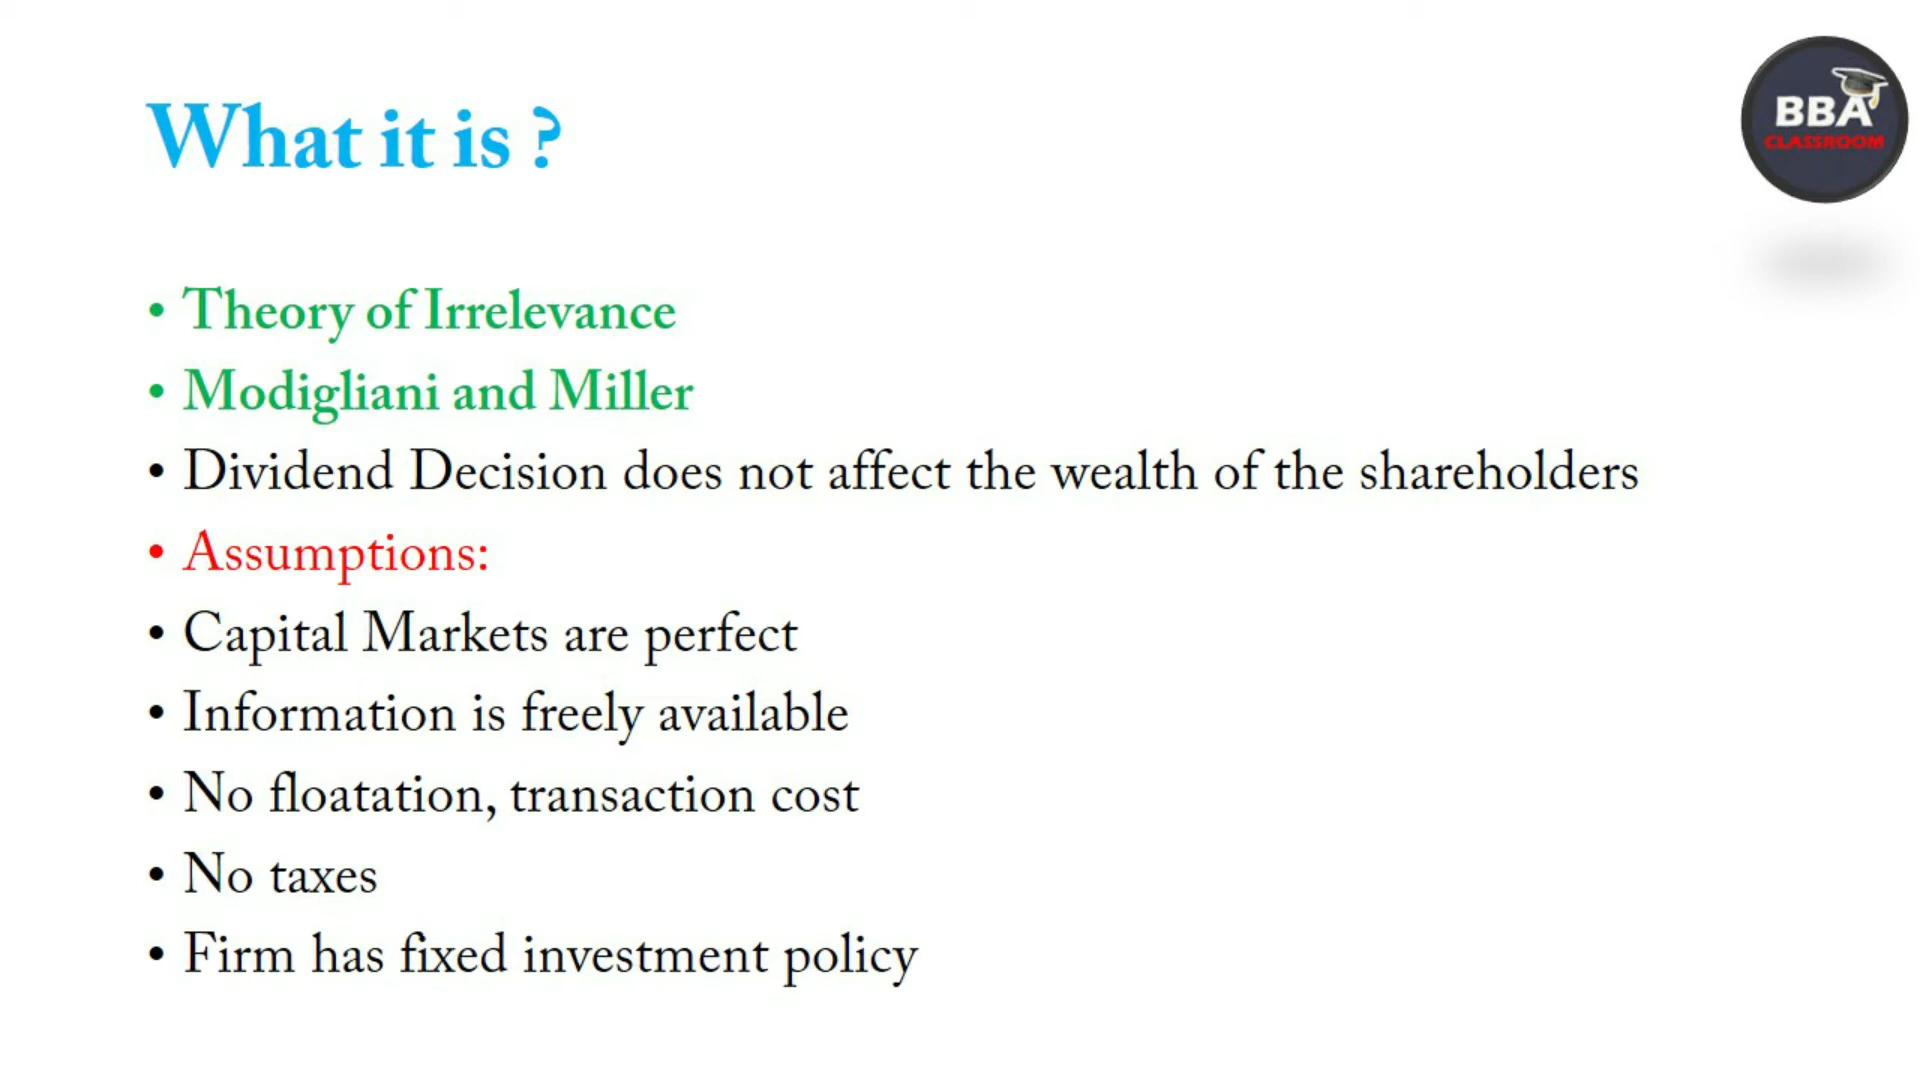 What it is ?
BBA
CLASSROOM
• Theory of Irrelevance
• Modigliani and Miller
• Dividend Decision does not affect the wealth of the shareholders
• Assumptions:
• Capital Markets are perfect
• Information is freely available
• No floatation, transaction cost
• No taxes
• Firm has fixed investment policy